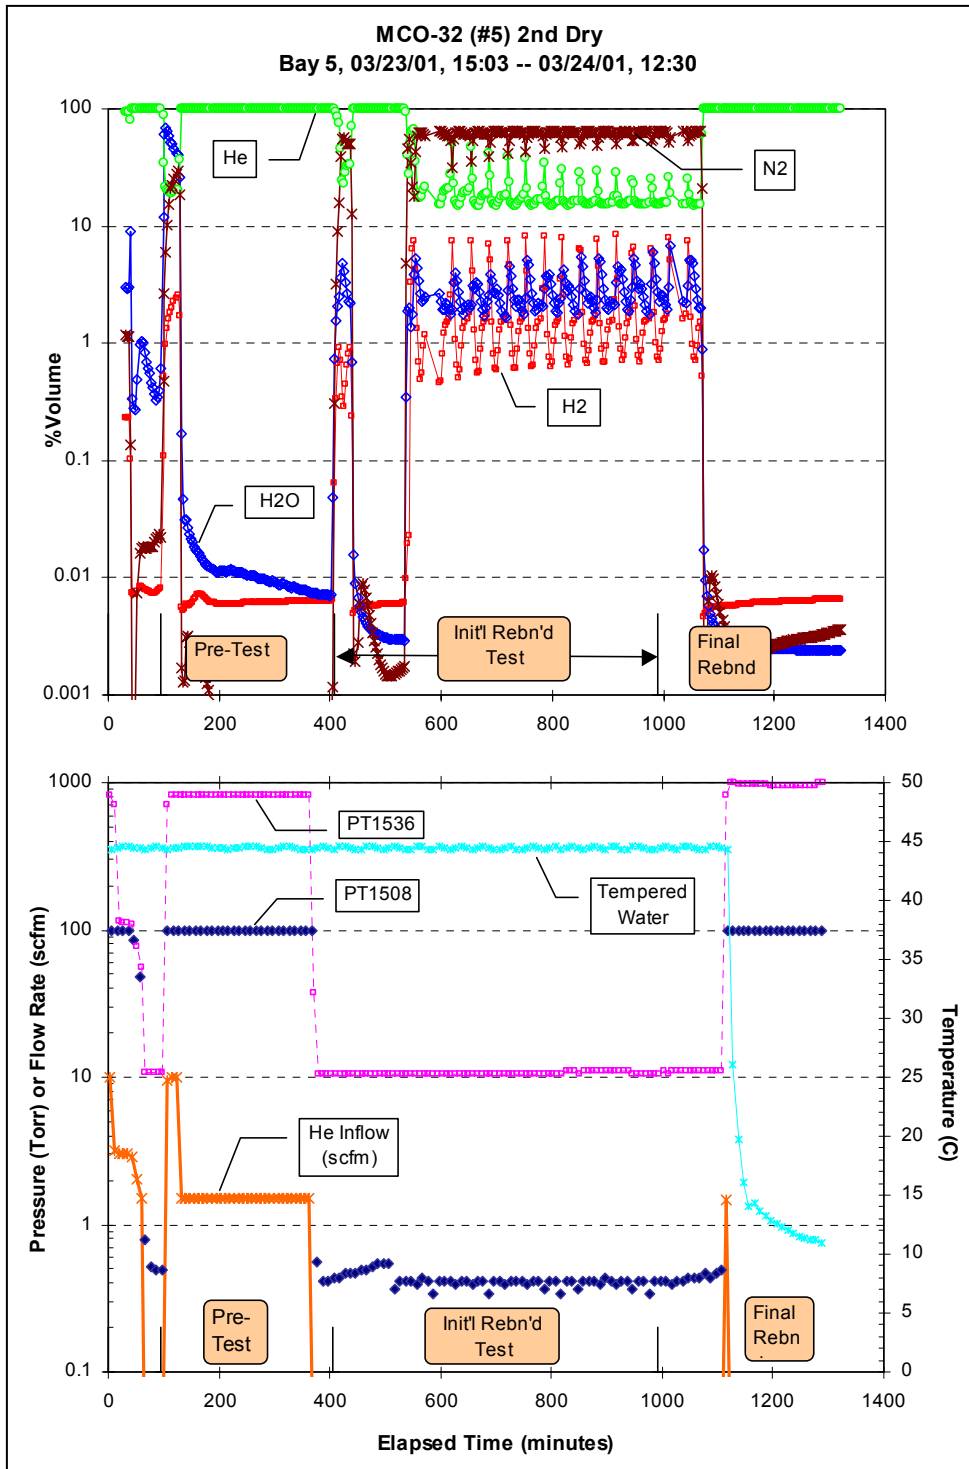 MCO-32 (#5) 2nd Dry
Bay 5, 03/23/01, 15:03 -- 03/24/01, 12:30
%Volume
100
10
1
0.1
0.01
0.001
He
N2
H2
H2O
Pre-Test
Init'l Rebn'd
Test
Final
Rebnd
0 200 400 600 800 1000 1200 1400
Pressure (Torr) or Flow Rate (scfm)
1000
100
10
1
0.1
PT1536
PT1508
Tempered
Water
He Inflow
(scfm)
Pre-
Test
Init'l Rebn'd
Test
Final
Rebn
50
45
40
35
30
25
20
15
10
5
0
Temperature (C)
0 200 400 600 800 1000 1200 1400
Elapsed Time (minutes)